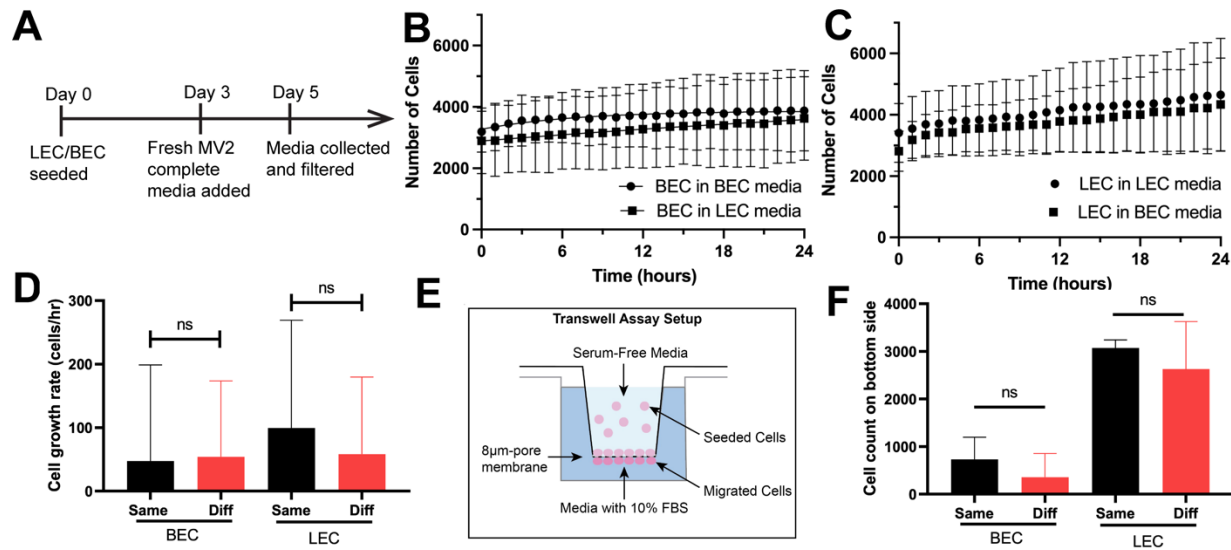 A
Day 0
Day 3
Day 5
LEC/BEC
seeded
Fresh MV2
complete
media added
Media collected
and filtered
B
Number of Cells
6000
4000
2000
0
BEC in BEC media
BEC in LEC media
0
6
12
18
24
Time (hours)
C
Number of Cells
6000
4000
2000
0
LEC in LEC media
LEC in BEC media
0
6
12
18
24
Time (hours)
D
Cell growth rate (cells/hr)
300
200
100
0
ns
ns
Same
Diff
Same
Diff
BEC
LEC
E
Transwell Assay Setup
Serum-Free Media
Seeded Cells
8μm-pore
membrane
Migrated Cells
Media with 10% FBS
F
Cell count on bottom side
4000
3000
2000
1000
0
ns
ns
Same
Diff
Same
Diff
BEC
LEC